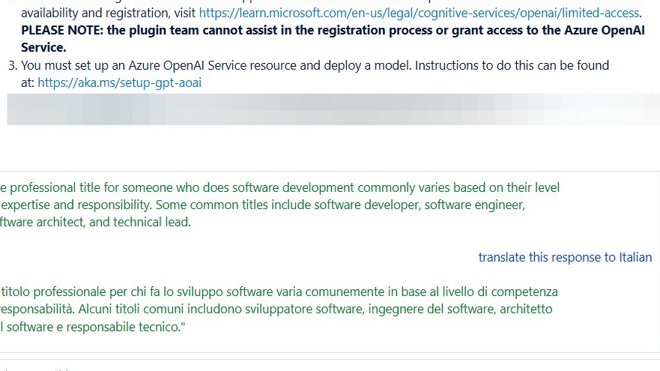 availability and registration, visit https://learn.microsoft.com/en-us/legal/cognitive-services/openai/limited-access.
PLEASE NOTE: the plugin team cannot assist in the registration process or grant access to the Azure OpenAI
Service.
3. You must set up an Azure OpenAI Service resource and deploy a model. Instructions to do this can be found
at: https://aka.ms/setup-gpt-aoai
e professional title for someone who does software development commonly varies based on their level
expertise and responsibility. Some common titles include software developer, software engineer,
ftware architect, and technical lead.
translate this response to Italian
titolo professionale per chi fa lo sviluppo software varia comunemente in base al livello di competenza
responsabilità. Alcuni titoli comuni includono sviluppatore software, ingegnere del software, architetto
l software e responsabile tecnico."